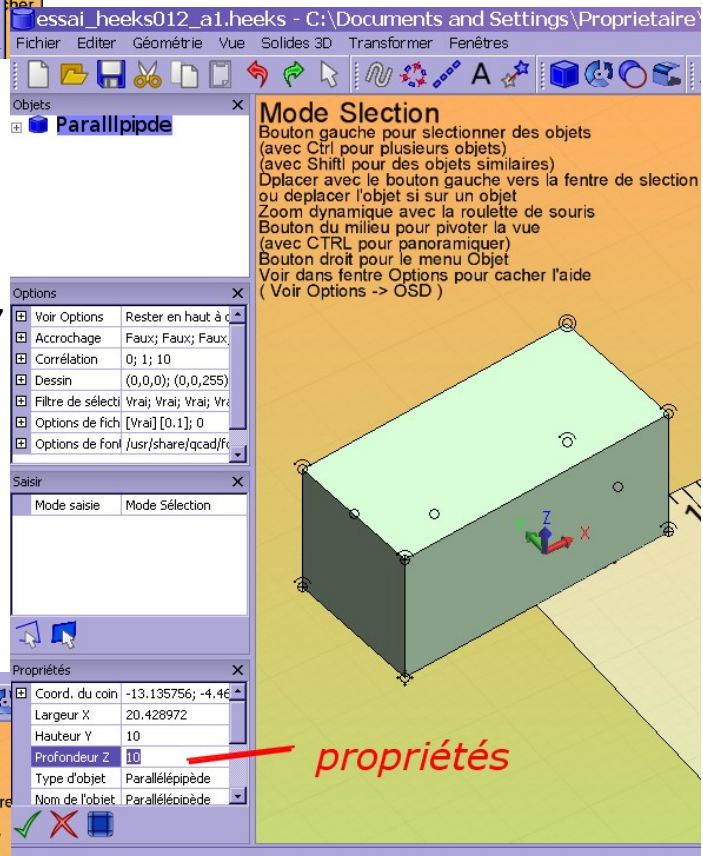 essai_heeks012_a1.heeks - C:\Documents and Settings\Proprietaire\
Fichier Editer Géométrie Vue Solides 3D Transformer Fenêtres
Objets
Paralllpipde
Options
Voir Options Rester en haut à
Accrochage Faux; Faux; Faux
Corrélation 0; 1; 10
Dessin (0,0,0); (0,0,255)
Filtre de sélecti Vrai; Vrai; Vrai;
Options de fich [Vrai] [0.1]; 0
Options de font /usr/share/qcad/fo
Saisir
Mode saisie Mode Sélection
Propriétés
Coord. du coin -13.135756; -4.46
Largeur X 20.428972
Hauteur Y 10
Profondeur Z 10
Type d'objet Parallélépipède
Nom de l'objet Parallélépipède
Mode Slection
Bouton gauche pour slectionner des objets
(avec Ctrl pour plusieurs objets)
(avec Shiftl pour des objets similaires)
Dplacer avec le bouton gauche vers la fentre de slection
ou deplacer l'objet si sur un objet
Zoom dynamique avec la roulette de souris
Bouton du milieu pour pivoter la vue
(avec CTRL pour panoramiquer)
Bouton droit pour le menu Objet
Voir dans fentre Options pour cacher l'aide
( Voir Options -> OSD )
Z
Y
X
propriétés